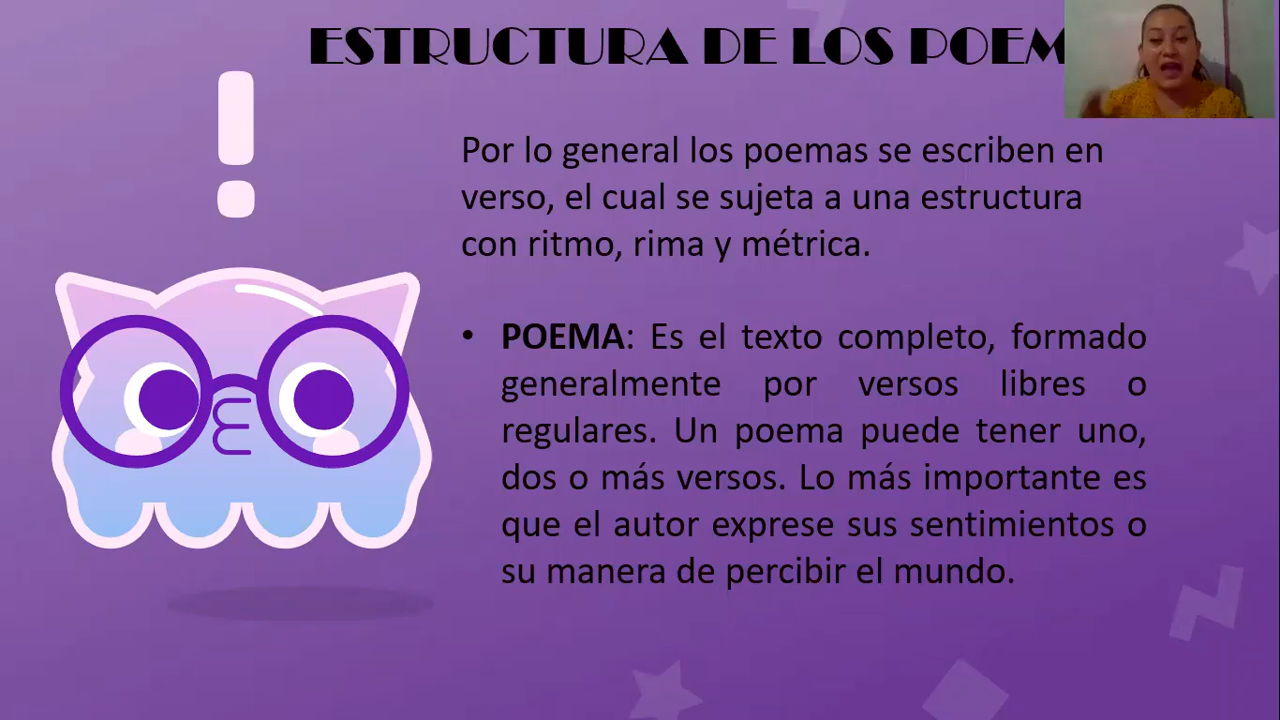 ESTRUCTURA DE LOS POEM
Por lo general los poemas se escriben en
verso, el cual se sujeta a una estructura
con ritmo, rima y métrica.
• POEMA: Es el texto completo, formado
generalmente por versos libres o
regulares. Un poema puede tener uno,
dos o más versos. Lo más importante es
que el autor exprese sus sentimientos o
su manera de percibir el mundo.